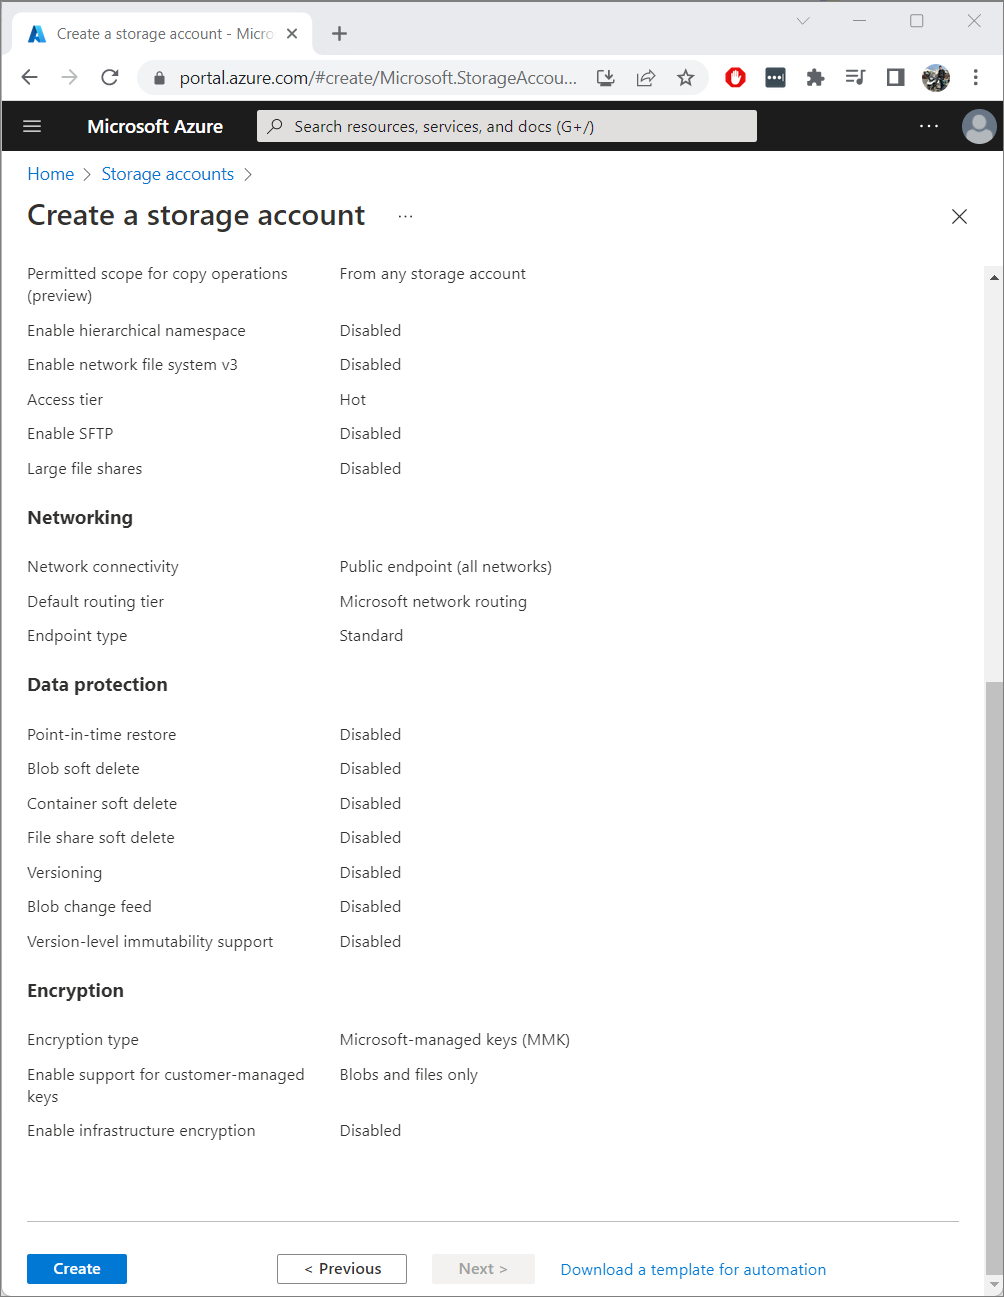 Create a storage account - Micro
portal.azure.com/#create/Microsoft.StorageAccou...
Microsoft Azure
Search resources, services, and docs (G+/)
Home > Storage accounts >
Create a storage account ...
Permitted scope for copy operations (preview) From any storage account
Enable hierarchical namespace Disabled
Enable network file system v3 Disabled
Access tier Hot
Enable SFTP Disabled
Large file shares Disabled
Networking
Network connectivity Public endpoint (all networks)
Default routing tier Microsoft network routing
Endpoint type Standard
Data protection
Point-in-time restore Disabled
Blob soft delete Disabled
Container soft delete Disabled
File share soft delete Disabled
Versioning Disabled
Blob change feed Disabled
Version-level immutability support Disabled
Encryption
Encryption type Microsoft-managed keys (MMK)
Enable support for customer-managed keys Blobs and files only
Enable infrastructure encryption Disabled
Create < Previous Next > Download a template for automation